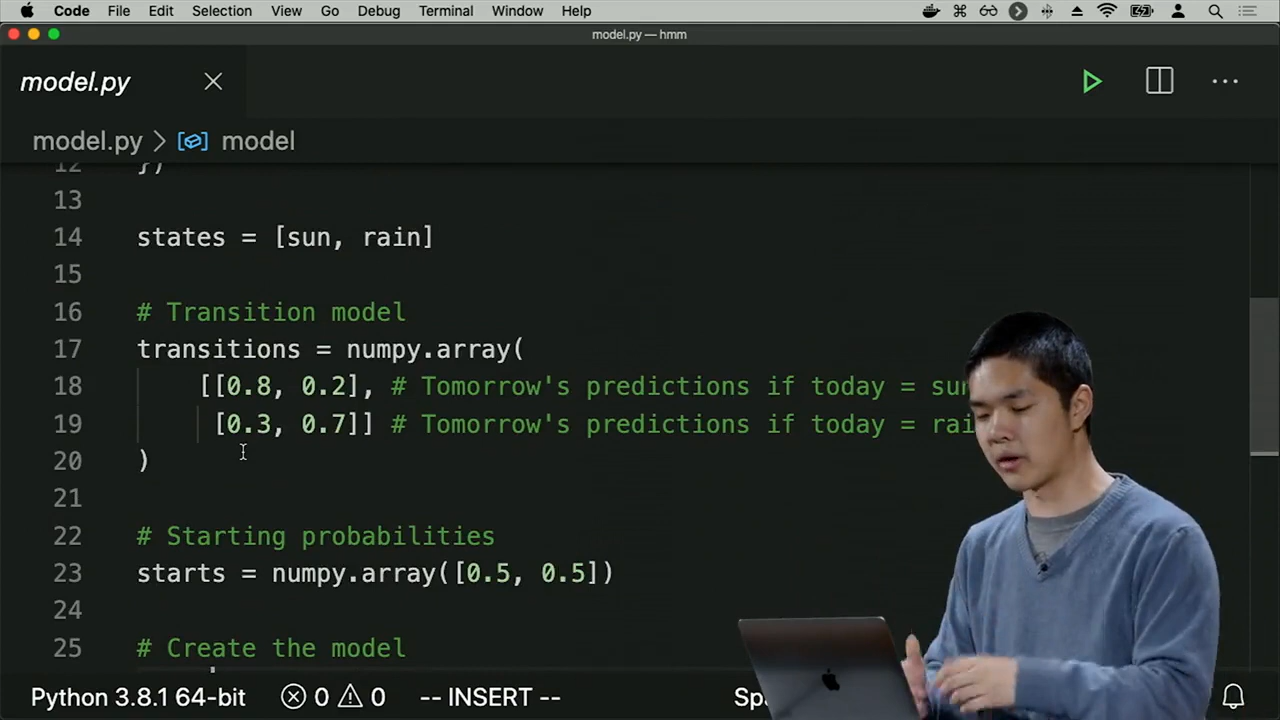 Code File Edit Selection View Go Debug Terminal Window Help
model.py — hmm
model.py
model.py > model
12 })
13
14 states = [sun, rain]
15
16 # Transition model
17 transitions = numpy.array(
18 [[0.8, 0.2], # Tomorrow's predictions if today = sun
19 [0.3, 0.7]] # Tomorrow's predictions if today = rai
20 )
21
22 # Starting probabilities
23 starts = numpy.array([0.5, 0.5])
24
25 # Create the model
Python 3.8.1 64-bit 0 0 -- INSERT -- Spa